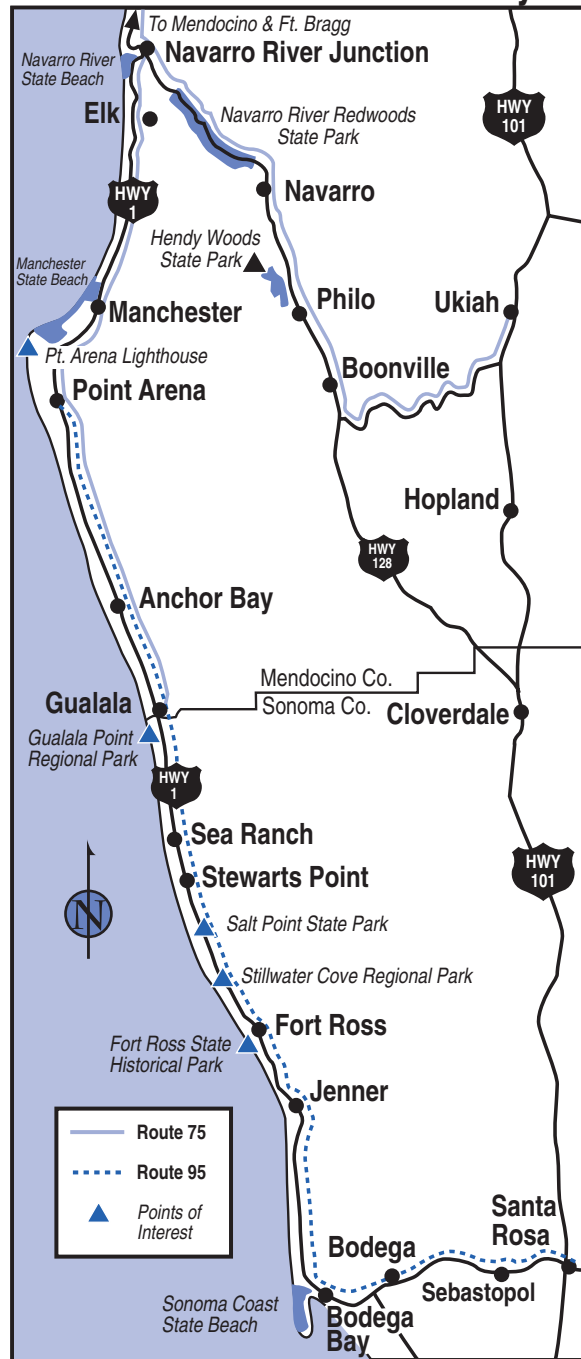 To Mendocino & Ft. Bragg
Navarro River
State Beach
Navarro River Junction
Elk
Navarro River Redwoods
State Park
HWY
101
HWY
1
Navarro
Hendy Woods
State Park
Manchester
State Beach
Manchester
Philo
Ukiah
Pt. Arena Lighthouse
Boonville
Point Arena
Hopland
HWY
128
Anchor Bay
Mendocino Co.
Sonoma Co.
Gualala
Cloverdale
Gualala Point
Regional Park
HWY
1
Sea Ranch
HWY
101
Stewarts Point
N
Salt Point State Park
Stillwater Cove Regional Park
Fort Ross
Fort Ross State
Historical Park
Jenner
Route 75
Route 95
Points of
Interest
Santa
Rosa
Bodega
Sebastopol
Sonoma Coast
State Beach
Bodega
Bay